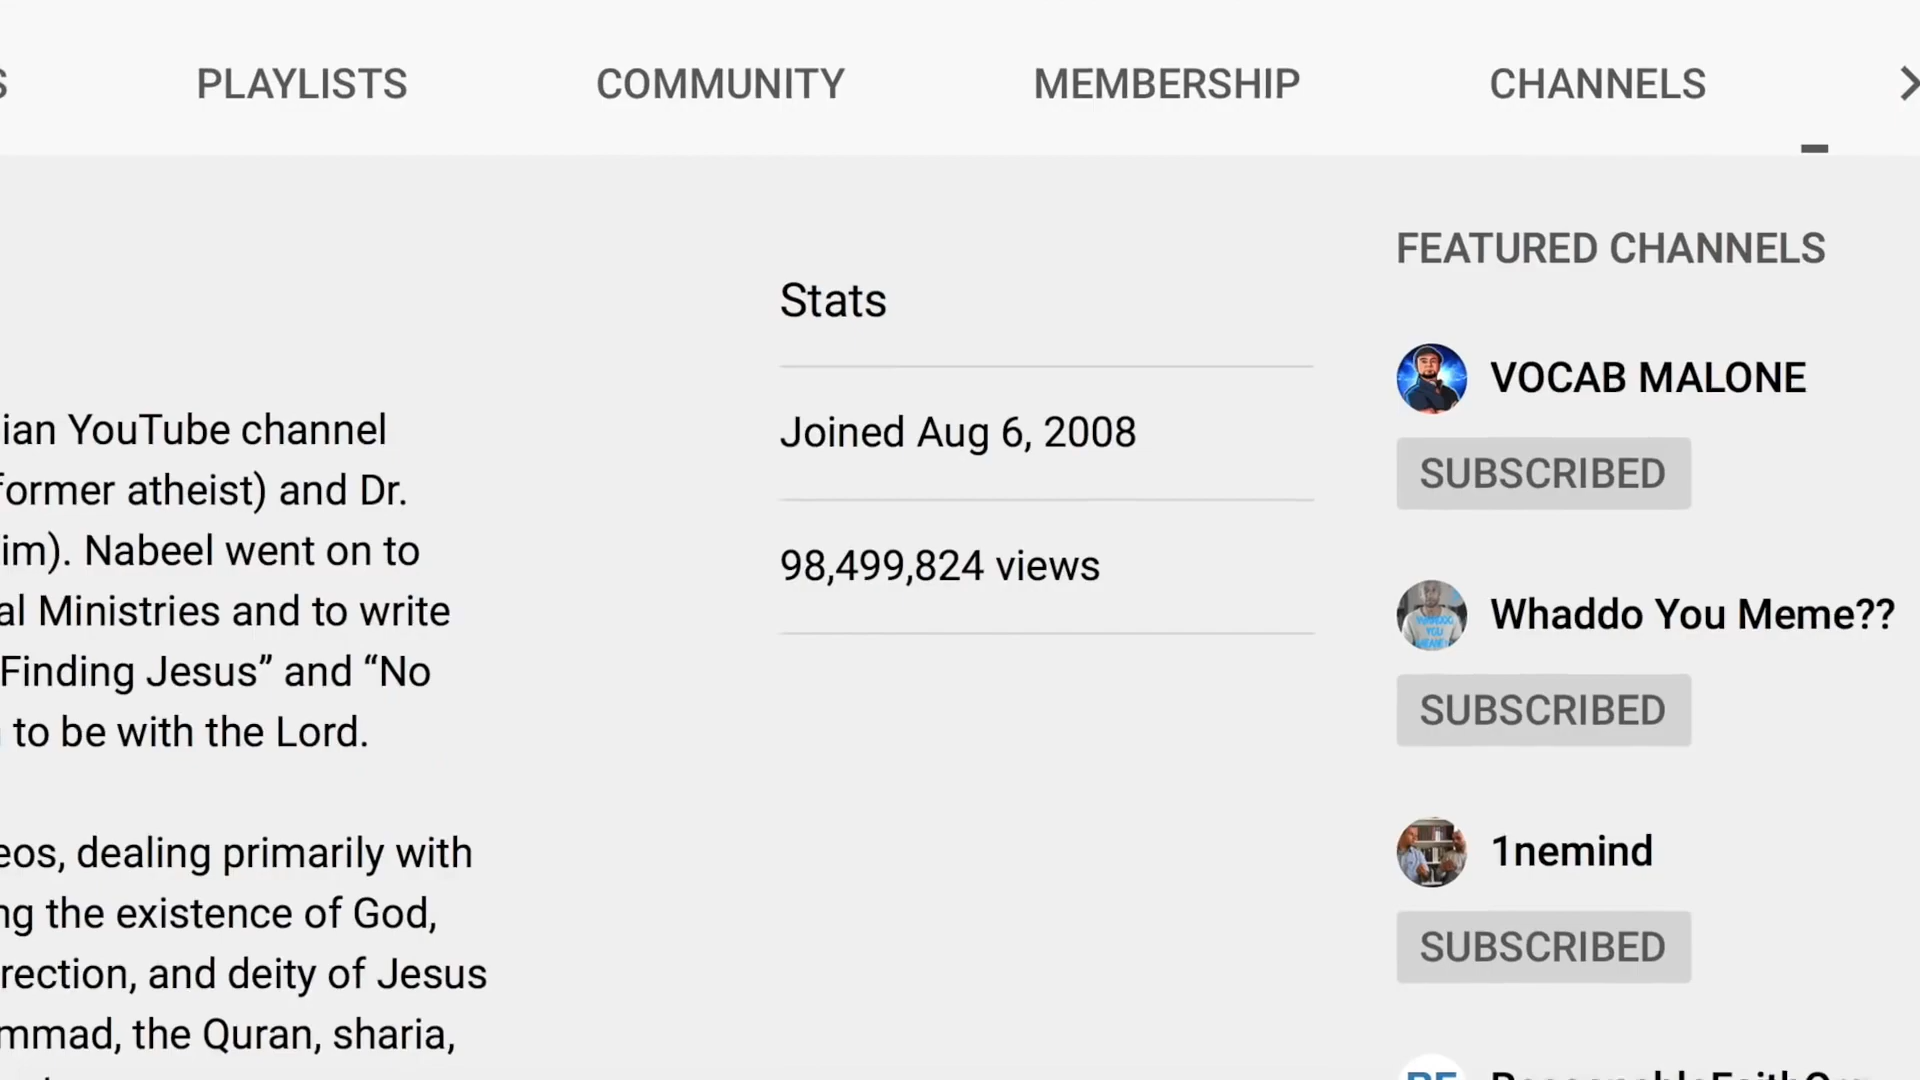 PLAYLISTS COMMUNITY MEMBERSHIP CHANNELS
ian YouTube channel
former atheist) and Dr.
im). Nabeel went on to
al Ministries and to write
Finding Jesus” and “No
to be with the Lord.
eos, dealing primarily with
ng the existence of God,
rection, and deity of Jesus
mmad, the Quran, sharia,
Stats
Joined Aug 6, 2008
98,499,824 views
FEATURED CHANNELS
VOCAB MALONE
SUBSCRIBED
Whaddo You Meme??
SUBSCRIBED
1nemind
SUBSCRIBED